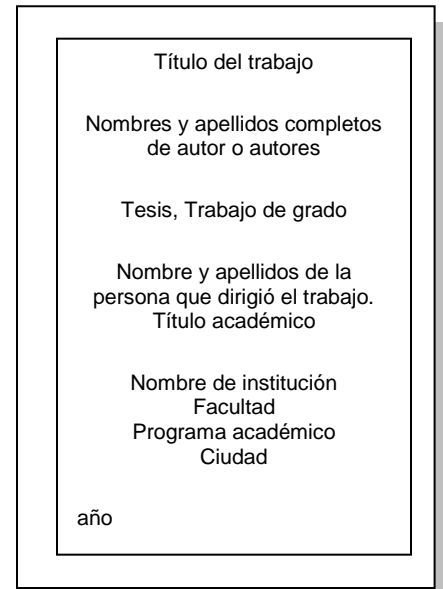 Título del trabajo
Nombres y apellidos completos
de autor o autores
Tesis, Trabajo de grado
Nombre y apellidos de la
persona que dirigió el trabajo.
Título académico
Nombre de institución
Facultad
Programa académico
Ciudad
año